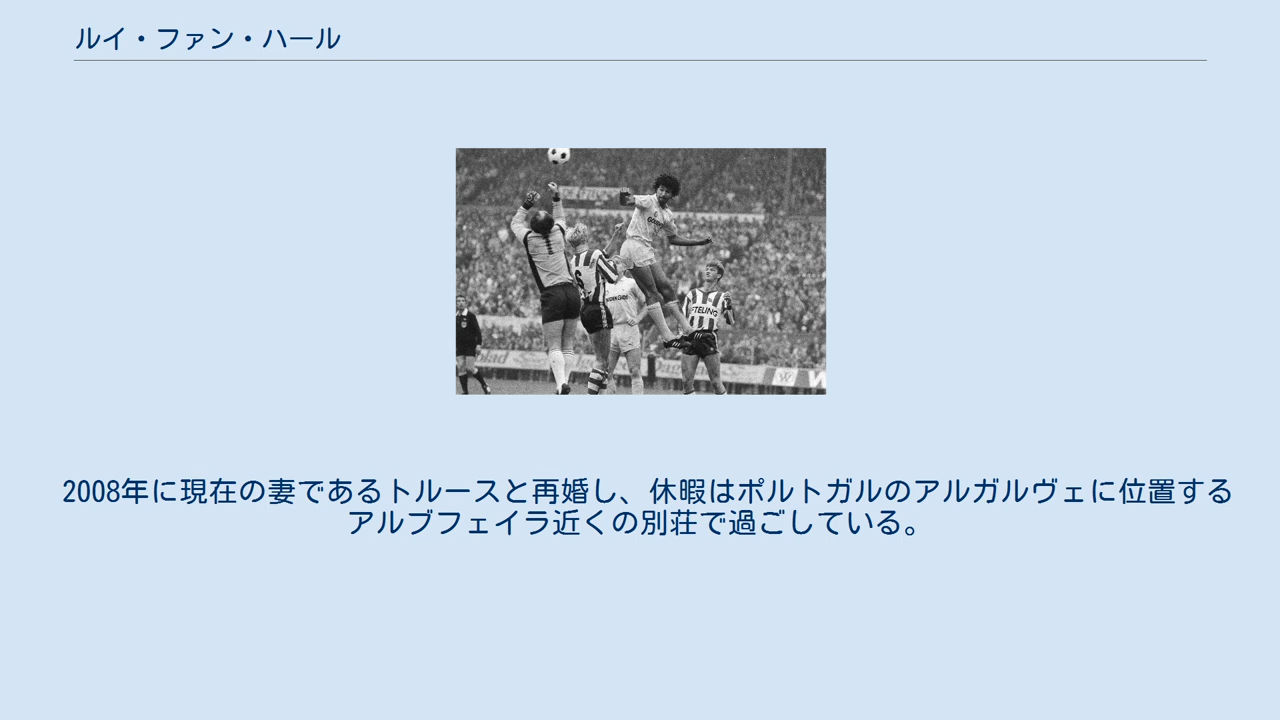 ルイ・ファン・ハール
1
6
EFTELING
2008年に現在の妻であるトルースと再婚し、休暇はポルトガルのアルガルヴェに位置する
アルブフェイラ近くの別荘で過ごしている。